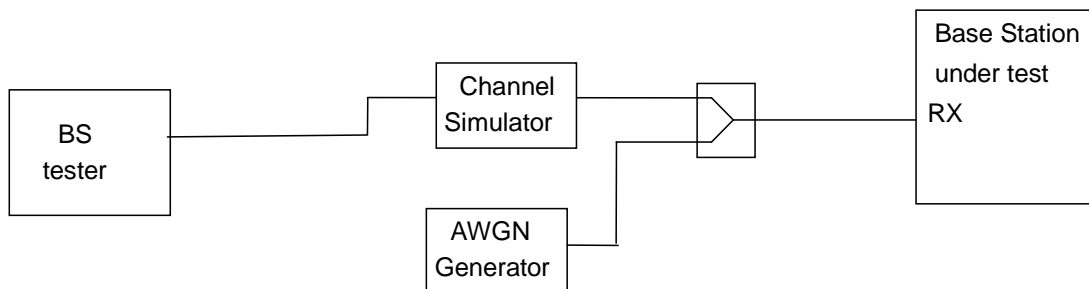 BS
tester
Channel
Simulator
AWGN
Generator
Base Station
under test
RX